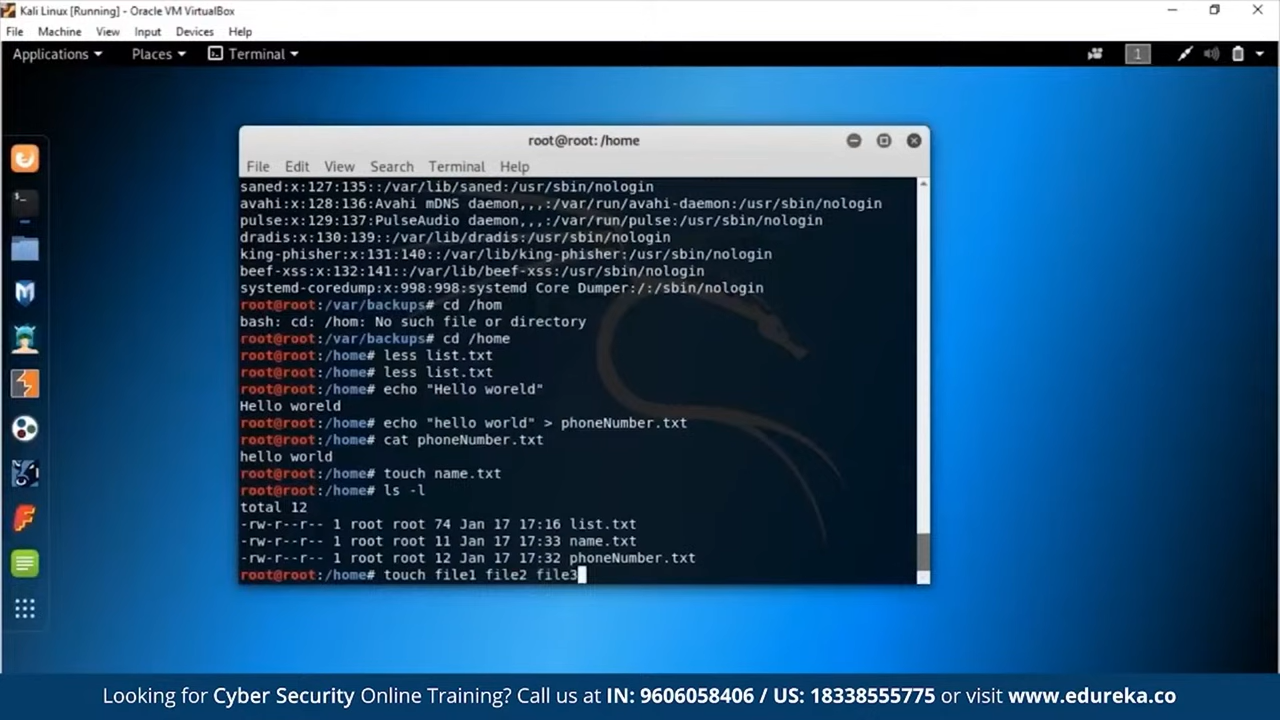 Kali Linux [Running] - Oracle VM VirtualBox
File Machine View Input Devices Help
Applications Places Terminal 1
root@root: /home
File Edit View Search Terminal Help
saned:x:127:135::/var/lib/saned:/usr/sbin/nologin
avahi:x:128:136:Avahi mDNS daemon,,,:/var/run/avahi-daemon:/usr/sbin/nologin
pulse:x:129:137:PulseAudio daemon,,,:/var/run/pulse:/usr/sbin/nologin
dradis:x:130:139::/var/lib/dradis:/usr/sbin/nologin
king-phisher:x:131:140::/var/lib/king-phisher:/usr/sbin/nologin
beef-xss:x:132:141::/var/lib/beef-xss:/usr/sbin/nologin
systemd-coredump:x:998:998:systemd Core Dumper:/:/sbin/nologin
root@root:/var/backups# cd /hom
bash: cd: /hom: No such file or directory
root@root:/var/backups# cd /home
root@root:/home# less list.txt
root@root:/home# less list.txt
root@root:/home# echo "Hello woreld"
Hello woreld
root@root:/home# echo "hello world" > phoneNumber.txt
root@root:/home# cat phoneNumber.txt
hello world
root@root:/home# touch name.txt
root@root:/home# ls -l
total 12
-rw-r--r-- 1 root root 74 Jan 17 17:16 list.txt
-rw-r--r-- 1 root root 11 Jan 17 17:33 name.txt
-rw-r--r-- 1 root root 12 Jan 17 17:32 phoneNumber.txt
root@root:/home# touch file1 file2 file3
Looking for Cyber Security Online Training? Call us at IN: 9606058406 / US: 18338555775 or visit www.edureka.co